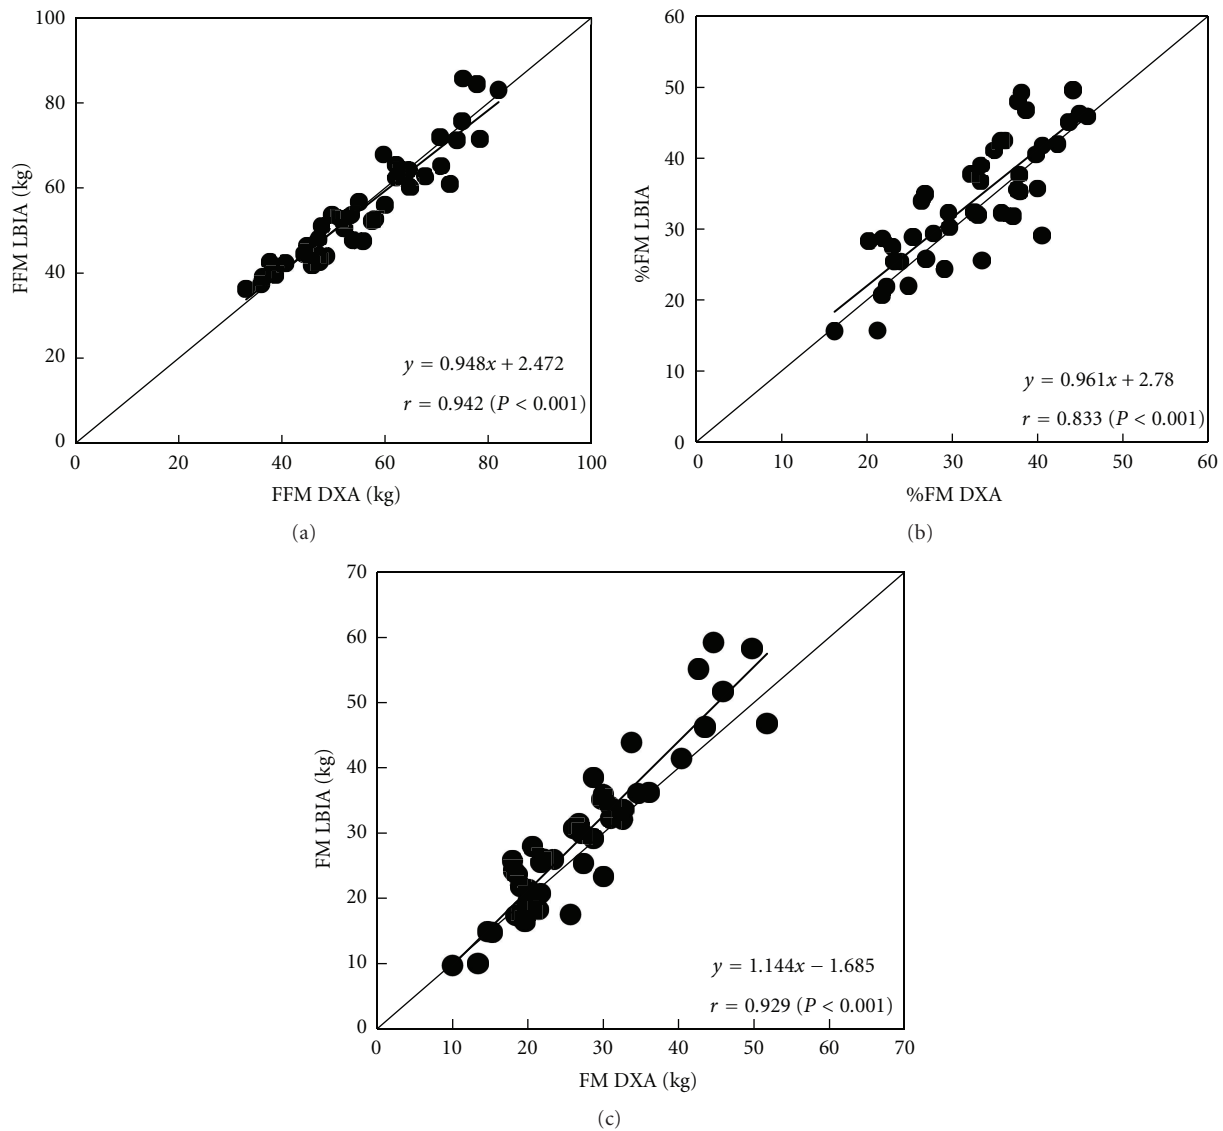 100
80
60
40
20
0
FFM LBIA (kg)
y = 0.948x + 2.472
r = 0.942 (P < 0.001)
0 20 40 60 80 100
FFM DXA (kg)
(a)
60
50
40
30
20
10
0
%FM LBIA
y = 0.961x + 2.78
r = 0.833 (P < 0.001)
0 10 20 30 40 50 60
%FM DXA
(b)
70
60
50
40
30
20
10
0
FM LBIA (kg)
y = 1.144x − 1.685
r = 0.929 (P < 0.001)
0 10 20 30 40 50 60 70
FM DXA (kg)
(c)